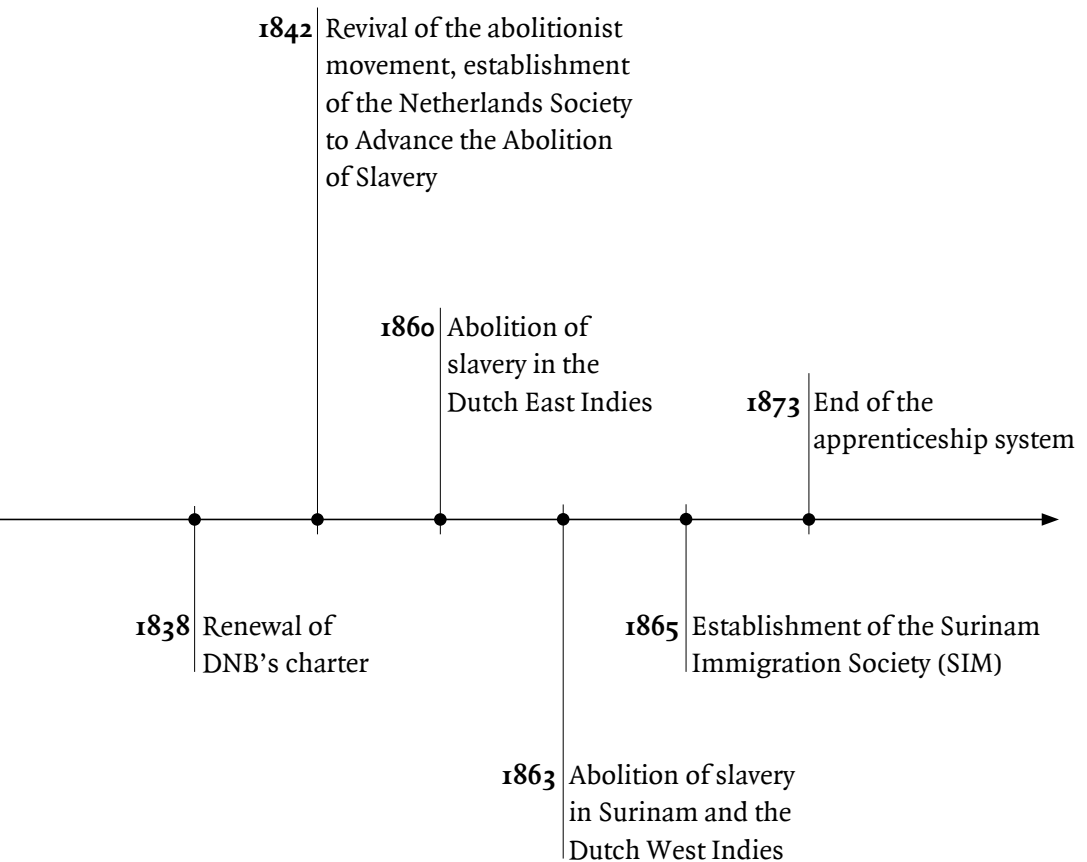 1842 Revival of the abolitionist
movement, establishment
of the Netherlands Society
to Advance the Abolition
of Slavery
1860 Abolition of
slavery in the
Dutch East Indies
1873 End of the
apprenticeship system
1838 Renewal of
DNB’s charter
1865 Establishment of the Surinam
Immigration Society (SIM)
1863 Abolition of slavery
in Surinam and the
Dutch West Indies